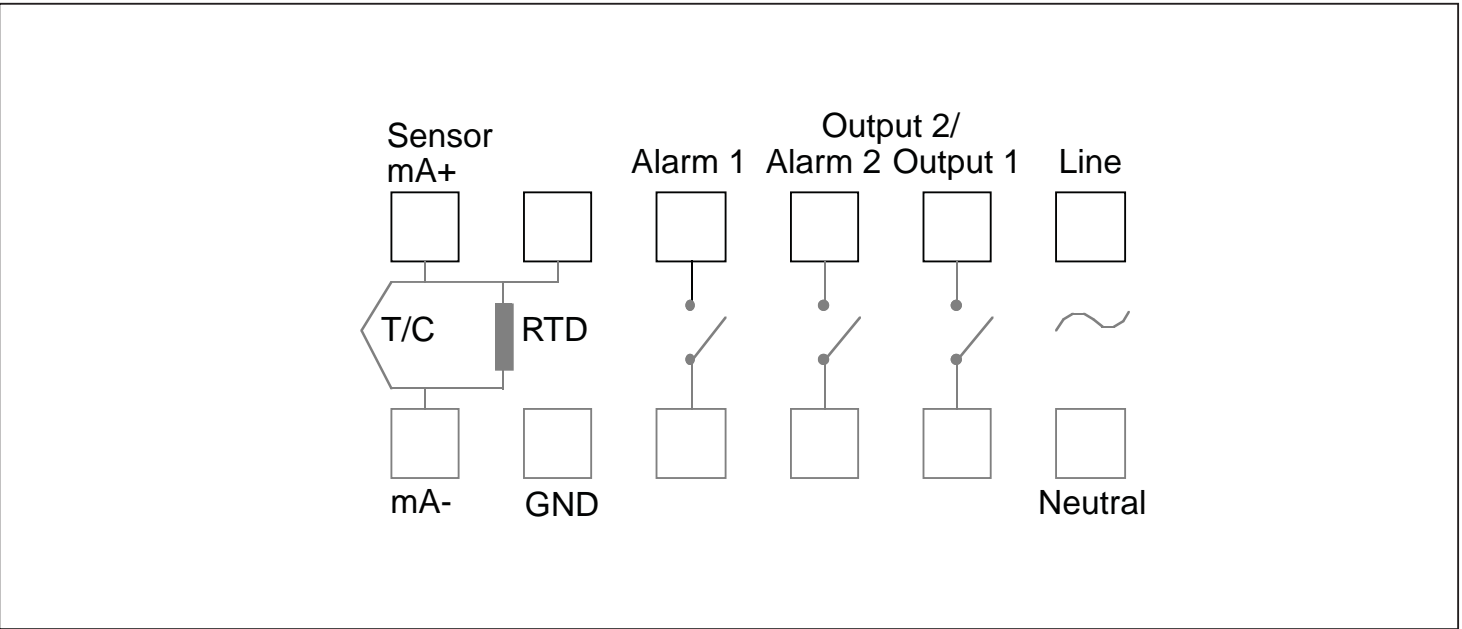 Sensor
mA+
Alarm 1
Output 2/
Alarm 2
Output 1
Line
T/C
RTD
mA-
GND
Neutral